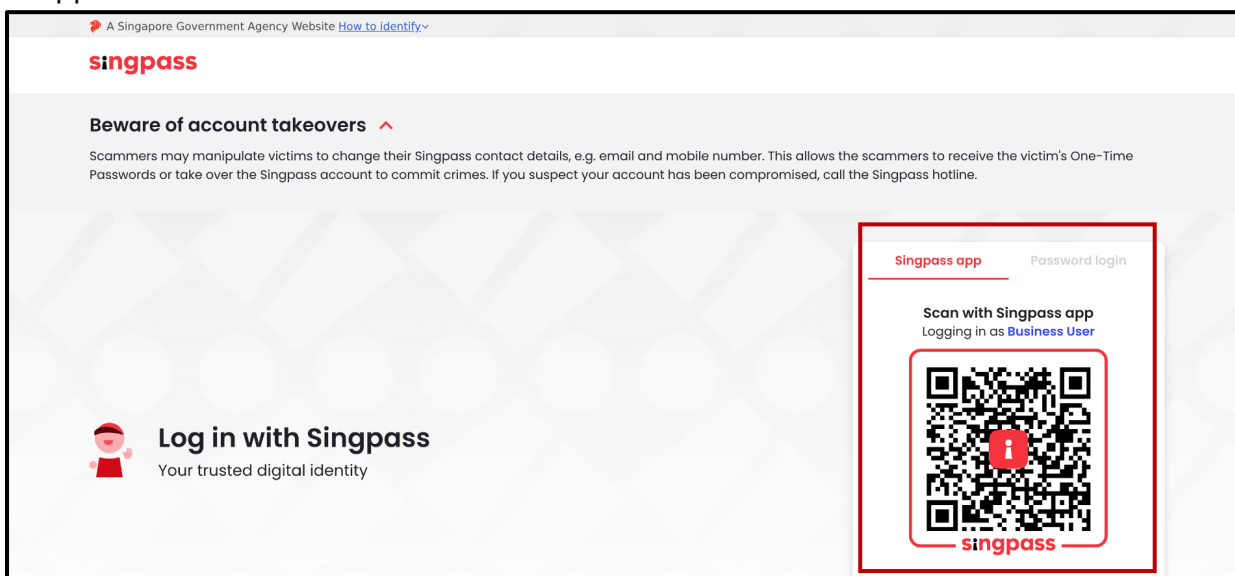 A Singapore Government Agency Website How to identify
singpass
Beware of account takeovers
Scammers may manipulate victims to change their Singpass contact details, e.g. email and mobile number. This allows the scammers to receive the victim's One-Time
Passwords or take over the Singpass account to commit crimes. If you suspect your account has been compromised, call the Singpass hotline.
Singpass app Password login
Scan with Singpass app
Logging in as Business User
Log in with Singpass
Your trusted digital identity
singpass